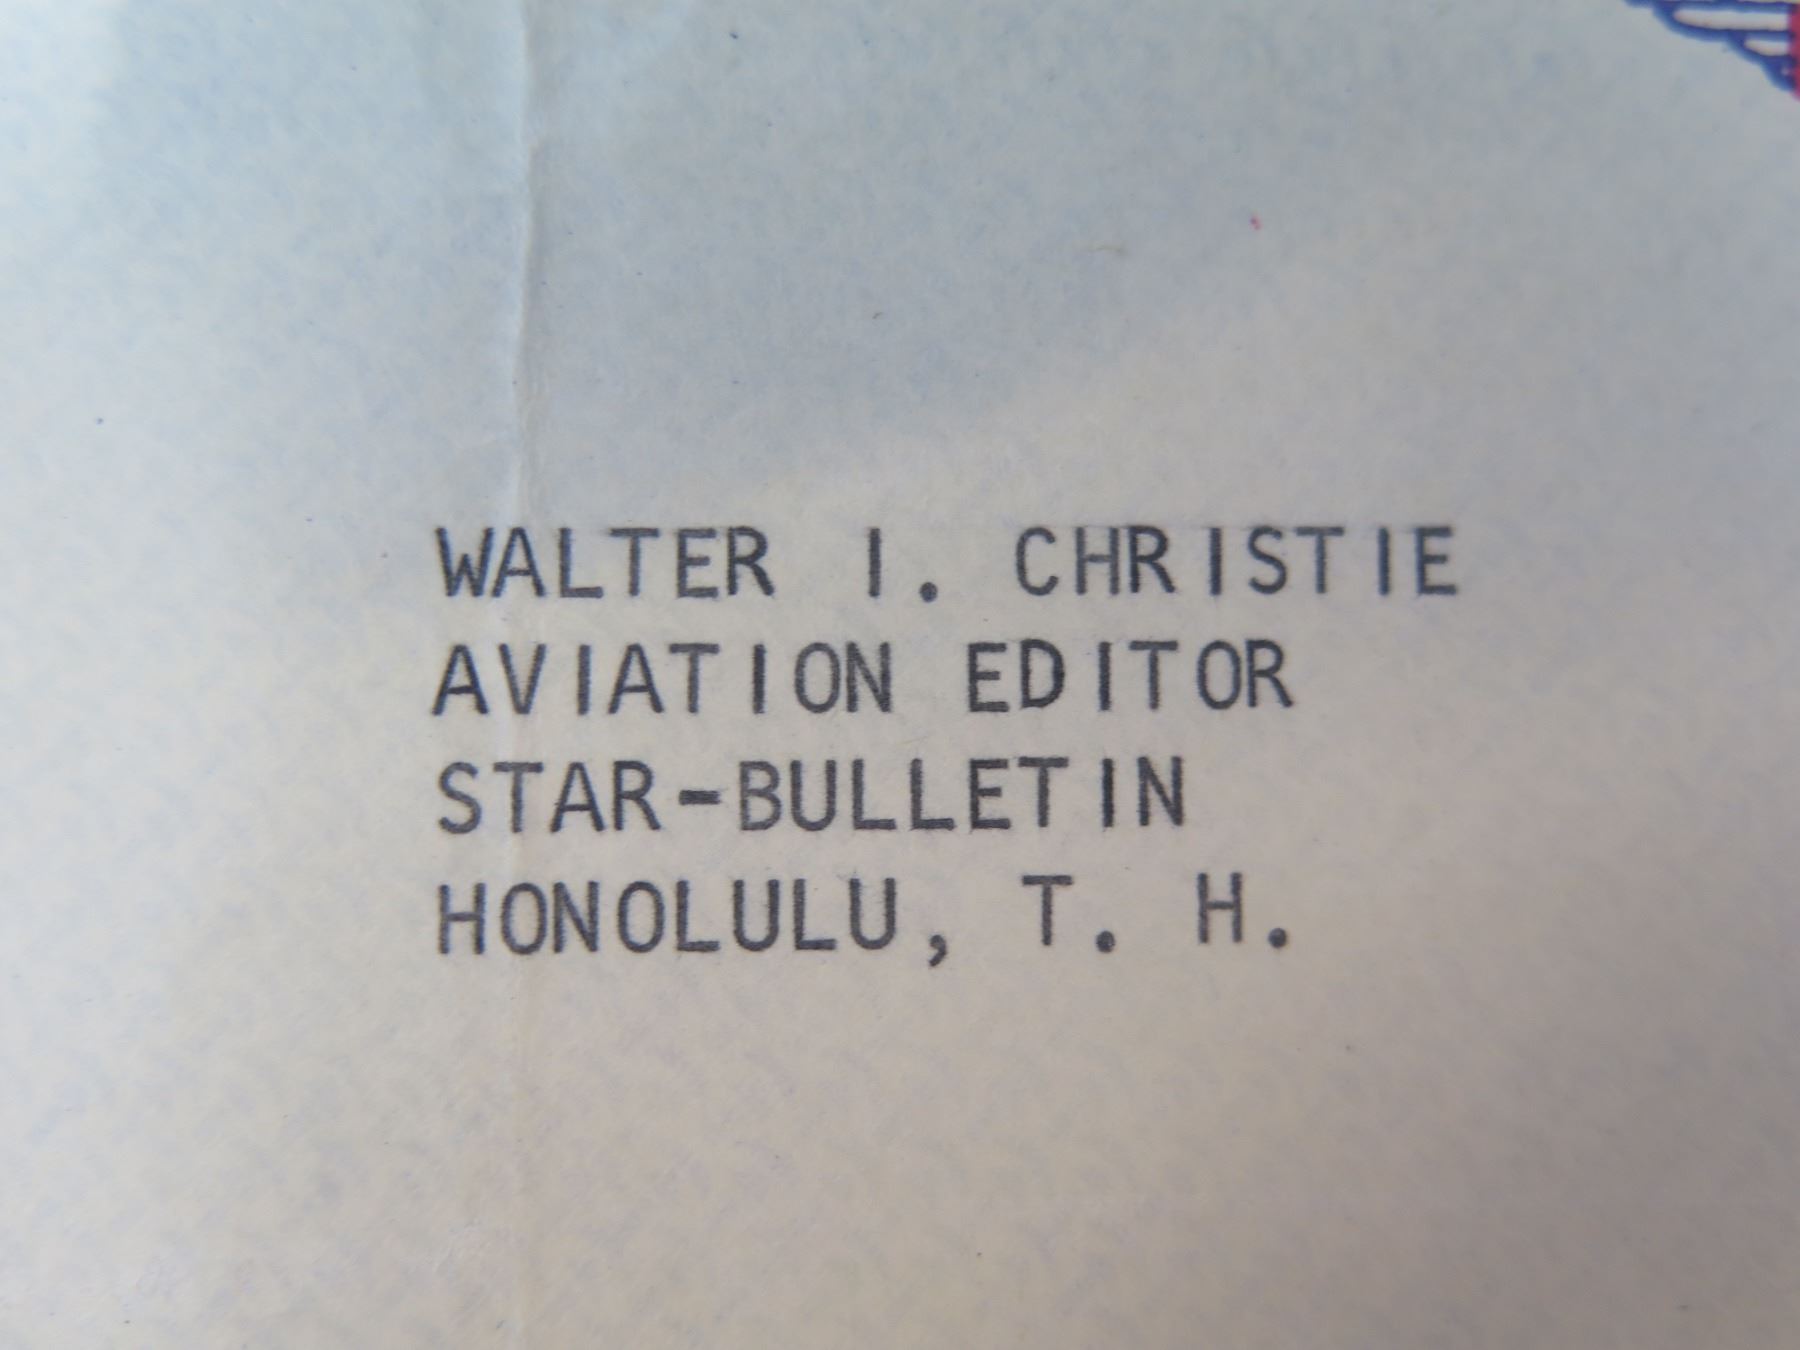 WALTER I. CHRISTIE
AVIATION EDITOR
STAR-BULLETIN
HONOLULU, T. H.